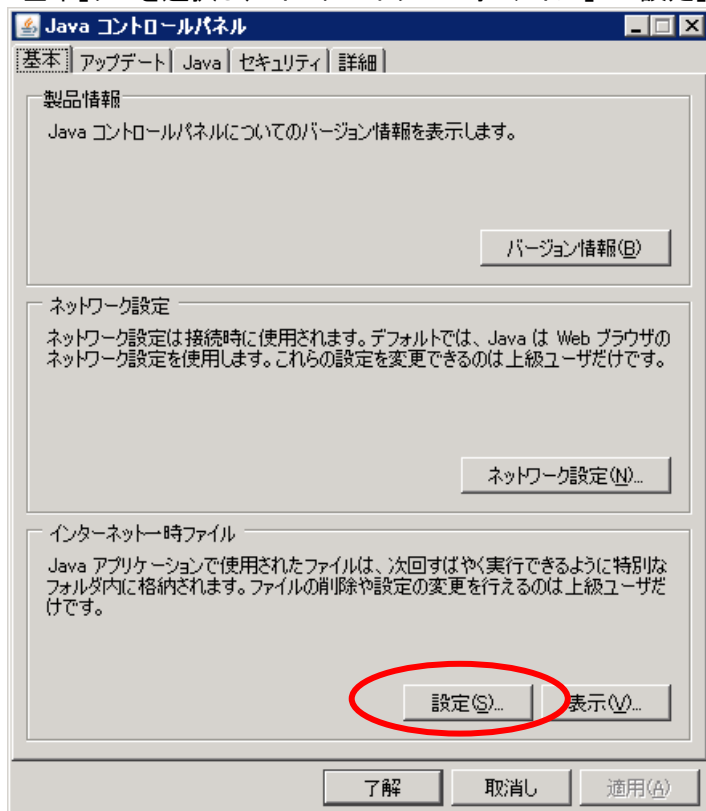 Java コントロールパネル
基本 アップデート Java セキュリティ 詳細
製品情報
Java コントロールパネルについてのバージョン情報を表示します。
バージョン情報(B)
ネットワーク設定
ネットワーク設定は接続時に使用されます。デフォルトでは、Java は Web ブラウザの
ネットワーク設定を使用します。これらの設定を変更できるのは上級ユーザだけです。
ネットワーク設定(N)...
インターネット一時ファイル
Java アプリケーションで使用されたファイルは、次回すばやく実行できるように特別な
フォルダ内に格納されます。ファイルの削除や設定の変更を行えるのは上級ユーザだ
けです。
設定(S)... 表示(V)...
了解 取消し 適用(A)